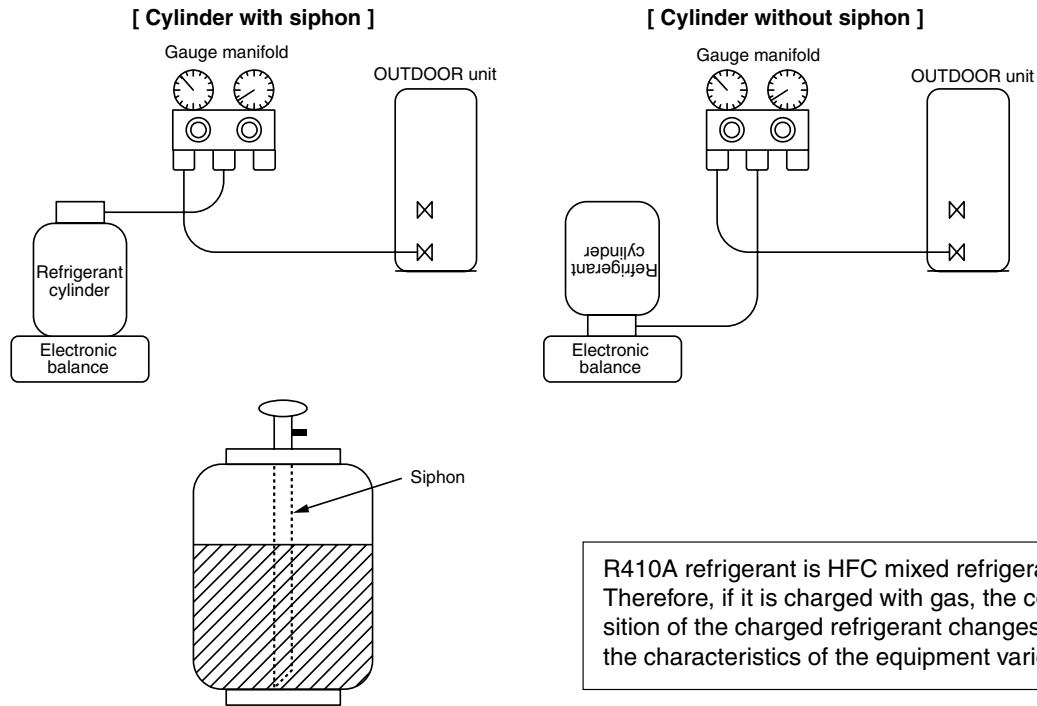 [ Cylinder with siphon ]
Gauge manifold
OUTDOOR unit
Refrigerant
cylinder
Electronic
balance
[ Cylinder without siphon ]
Gauge manifold
OUTDOOR unit
Refrigerant
cylinder
Electronic
balance
Siphon
R410A refrigerant is HFC mixed
Therefore, if it is charged with gas, the
sition of the charged refrigerant changes
the characteristics of the equipment